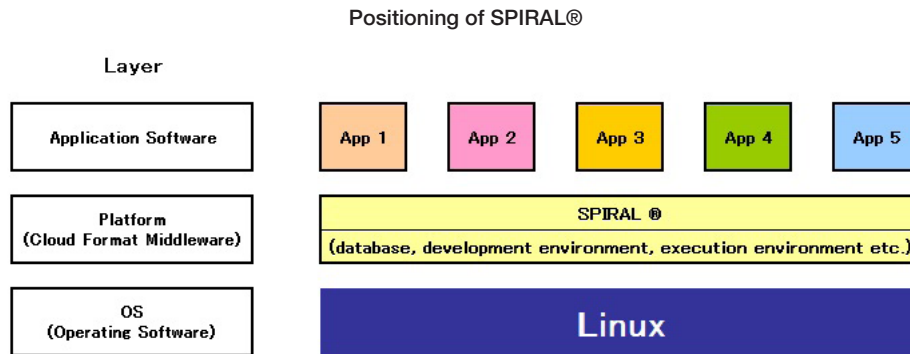 Positioning of SPIRAL®
Layer
Application Software
App 1
App 2
App 3
App 4
App 5
Platform
(Cloud Format Middleware)
SPIRAL ®
(database, development environment, execution environment etc.)
OS
(Operating Software)
Linux